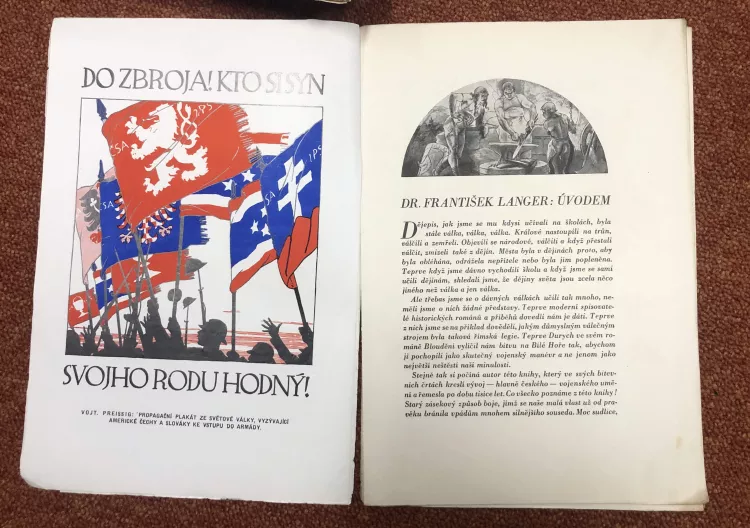 DO ZBROJA! KTO SI SYN
ZPS
ČSA
ČSA
IPS
SVOJHO RODU HODNÝ!
VOJT. PREISSIG: PROPAGAČNÍ PLAKÁT ZE SVĚTOVÉ VÁLKY, VYZÝVAJÍCÍ
AMERICKÉ ČECHY A SLOVÁKY KE VSTUPU DO ARMÁDY.
DR. FRANTIŠEK LANGER: ÚVODEM
Dějepis, jak jsme se mu kdysi učívali na školách, byla
stále válka, válka, válka. Králové nastoupili na trůn,
válčili a zemřeli. Objevili se národové, válčili a když přestali
válčit, zmizeli také z dějin. Města byla v dějinách proto, aby
byla obléhána, odrážela nepřítele nebo byla jím popleněna.
Teprve když jsme dávno vychodili školu a když jsme se sami
učili dějinám, shledali jsme, že dějiny světa jsou zcela něco
jiného než válka a jen válka.
Ale třebas jsme se o dávných válkách učili tak mnoho, ne-
měli jsme o nich žádné představy. Teprve moderní spisovate-
lé historických románů a příběhů dovedli nám je dáti. Teprve
z nich jsme se na příklad dověděli, jakým důmyslným válečným
strojem byla taková římská legie. Teprve Durych ve svém ro-
máně Bloudění vylíčil nám bitvu na Bílé Hoře tak, abychom
ji pochopili jako skutečný vojenský manévr a ne jenom jako
největší neštěstí naší minulosti.
Stejně tak si počíná autor této knihy, který ve svých bitev-
ních črtách kreslí vývoj — hlavně českého — vojenského umě-
ní a řemesla po dobu tisíce let. Co všecko poznáme z této knihy!
Starý zásekový způsob boje, jímž se naše malá vlast už od pra-
věku bránila vpádům mnohem silnějšího souseda. Moc sudlice,